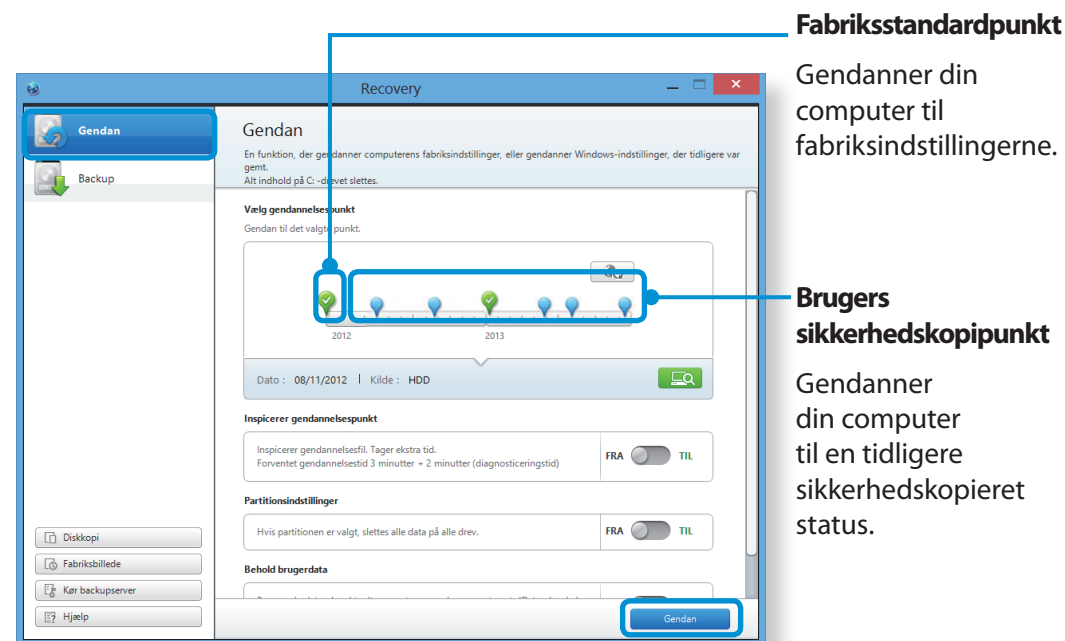 Fabriksstandardpunkt
Gendanner din
computer til
fabriksindstillingerne.
Brugers
sikkerhedskopipunkt
Gendanner
din computer
til en tidligere
sikkerhedskopieret
status.
Recovery
Gendan
Backup
Diskkopi
Fabriksbillede
Kør backupserver
Hjælp
Gendan
En funktion, der gendanner computerens fabriksindstillinger, eller gendanner Windows-indstillinger, der tidligere var
gemt.
Alt indhold på C: -drevet slettes.
Vælg gendannelsespunkt
Gendan til det valgte punkt.
2012 2013
Dato : 08/11/2012 | Kilde : HDD
Inspicerer gendannelsespunkt
Inspicerer gendannelsesfil. Tager ekstra tid.
Forventet gendannelsestid 3 minutter + 2 minutter (diagnosticeringstid)
FRA TIL
Partitionsindstillinger
Hvis partitionen er valgt, slettes alle data på alle drev.
FRA TIL
Behold brugerdata
Gendan